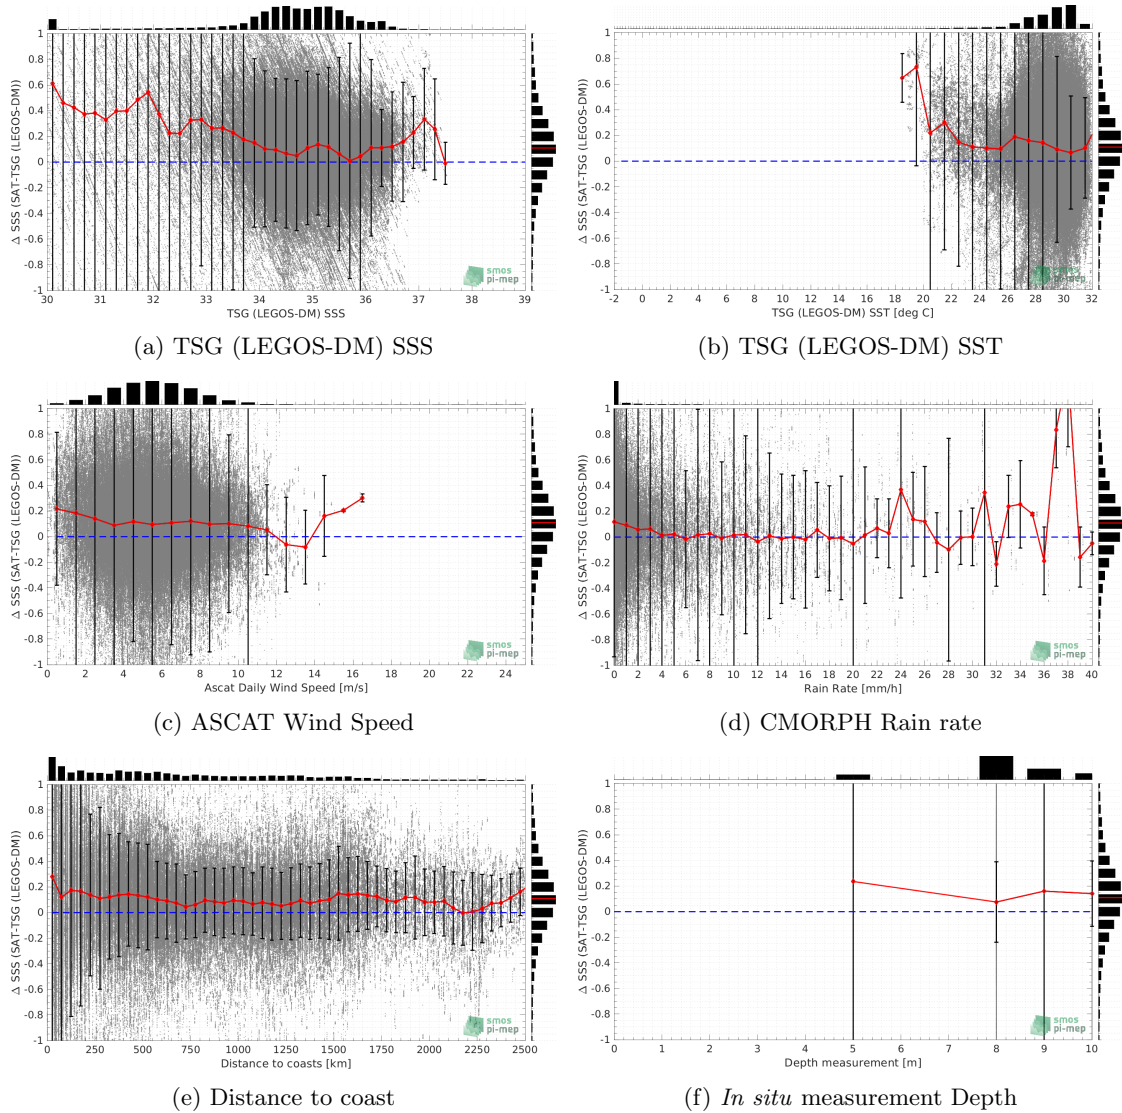 1
0.8
0.6
0.4
0.2
0
-0.2
-0.4
-0.6
-0.8
-1
Δ SSS (SAT-TSG (LEGOS-DM))
30 31 32 33 34 35 36 37 38 39
TSG (LEGOS-DM) SSS
smos
pi-mep
(a) TSG (LEGOS-DM) SSS
1
0.8
0.6
0.4
0.2
0
-0.2
-0.4
-0.6
-0.8
-1
Δ SSS (SAT-TSG (LEGOS-DM))
-2 0 2 4 6 8 10 12 14 16 18 20 22 24 26 28 30 32
TSG (LEGOS-DM) SST [deg C]
smos
pi-mep
(b) TSG (LEGOS-DM) SST
1
0.8
0.6
0.4
0.2
0
-0.2
-0.4
-0.6
-0.8
-1
Δ SSS (SAT-TSG (LEGOS-DM))
0 2 4 6 8 10 12 14 16 18 20 22 24
Ascat Daily Wind Speed [m/s]
smos
pi-mep
(c) ASCAT Wind Speed
1
0.8
0.6
0.4
0.2
0
-0.2
-0.4
-0.6
-0.8
-1
Δ SSS (SAT-TSG (LEGOS-DM))
0 2 4 6 8 10 12 14 16 18 20 22 24 26 28 30 32 34 36 38 40
Rain Rate [mm/h]
smos
pi-mep
(d) CMORPH Rain rate
1
0.8
0.6
0.4
0.2
0
-0.2
-0.4
-0.6
-0.8
-1
Δ SSS (SAT-TSG (LEGOS-DM))
0 250 500 750 1000 1250 1500 1750 2000 2250 2500
Distance to coasts [km]
smos
pi-mep
(e) Distance to coast
1
0.8
0.6
0.4
0.2
0
-0.2
-0.4
-0.6
-0.8
-1
Δ SSS (SAT-TSG (LEGOS-DM))
0 1 2 3 4 5 6 7 8 9 10
Depth measurement [m]
smos
pi-mep
(f) In situ measurement Depth